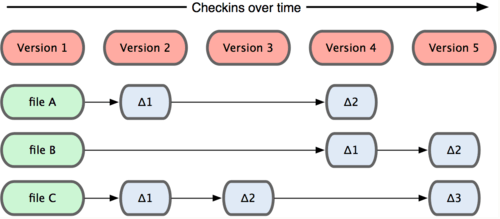 Checkins over time
Version 1 Version 2 Version 3 Version 4 Version 5
file A Δ1 Δ2
file B Δ1 Δ2
file C Δ1 Δ2 Δ3